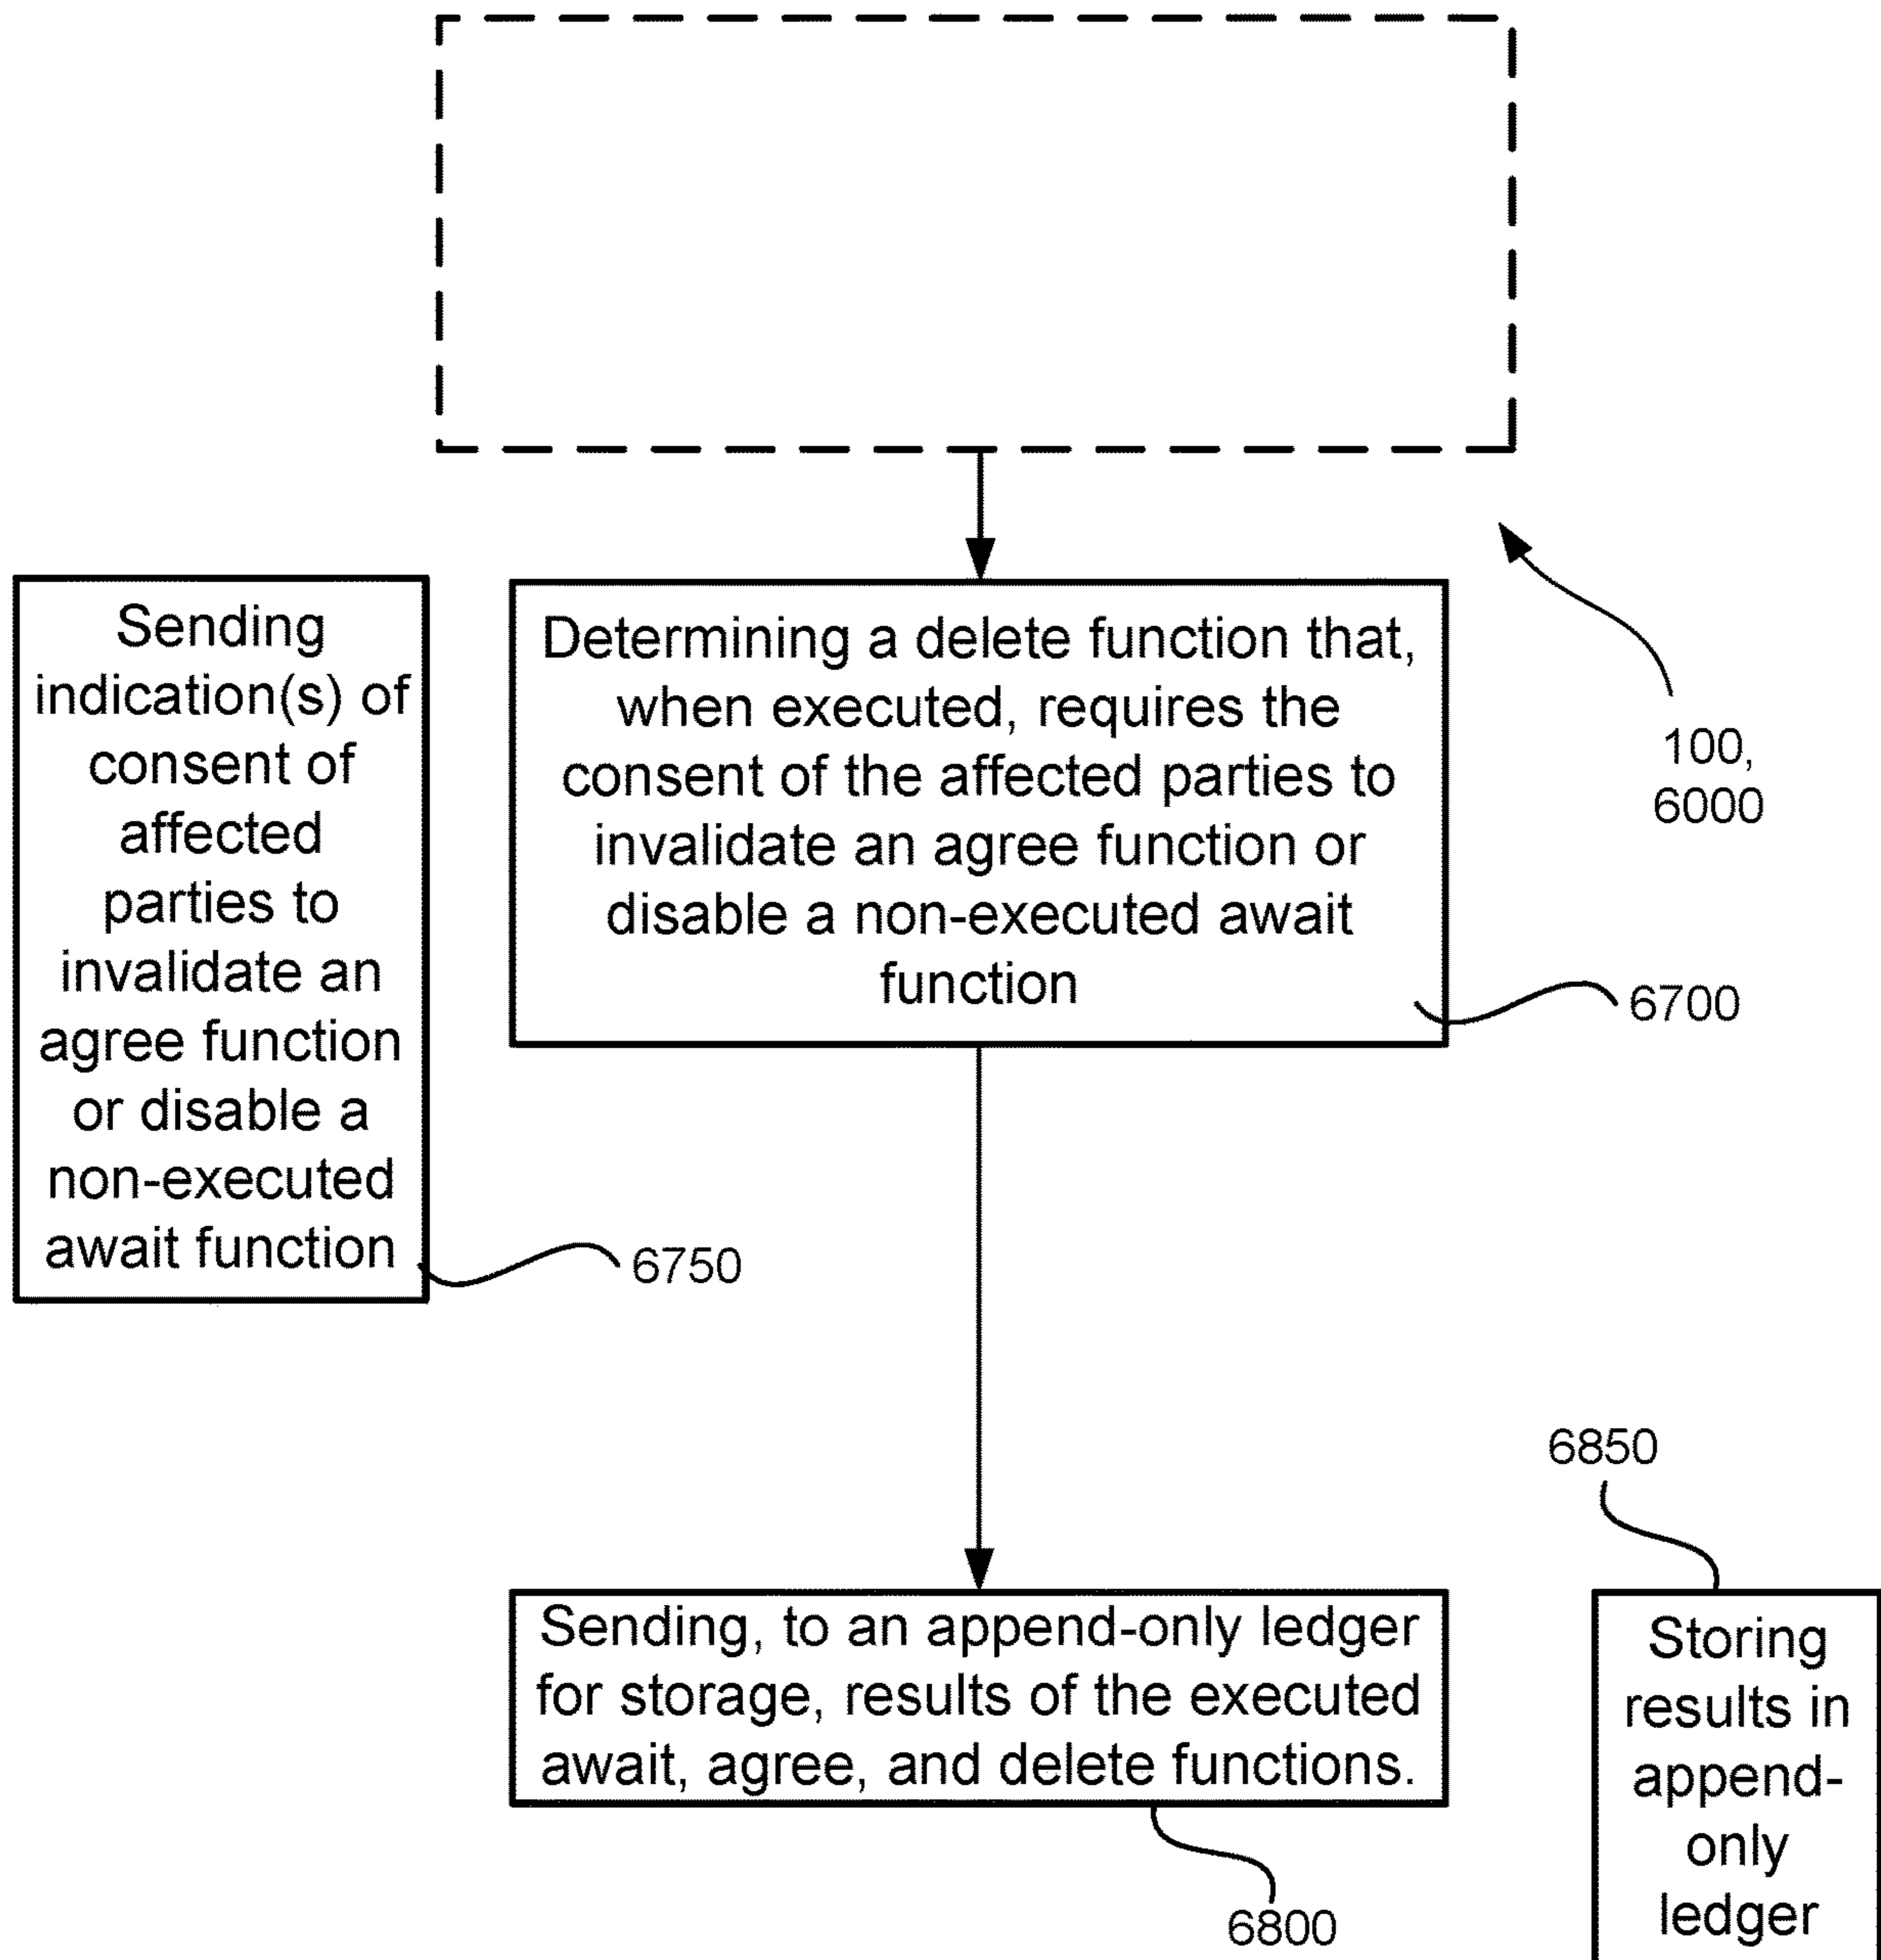 Sending
indication(s) of
consent of
affected
parties to
invalidate an
agree function
or disable a
non-executed
await function
6750
Determining a delete function that,
when executed, requires the
consent of the affected parties to
invalidate an agree function or
disable a non-executed await
function
6700
100,
6000
Sending, to an append-only ledger
for storage, results of the executed
await, agree, and delete functions.
6800
6850
Storing
results in
append-
only
ledger